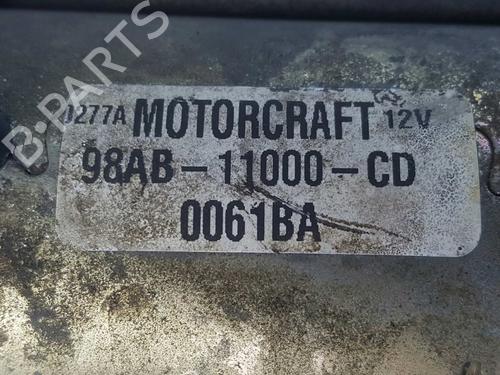 B-PARTS
0277A MOTORCRAFT 12V
98AB-11000-CD
0061BA